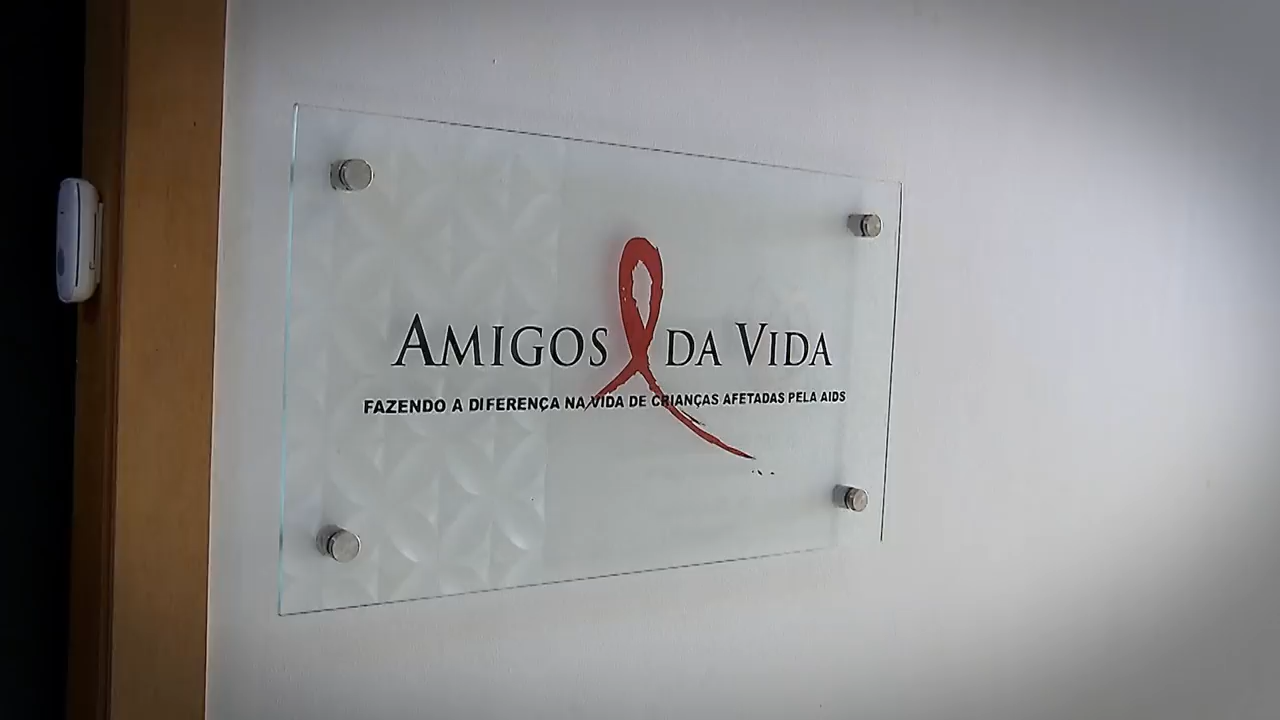 AMIGOS DA VIDA
FAZENDO A DIFERENÇA NA VIDA DE CRIANÇAS AFETADAS PELA AIDS